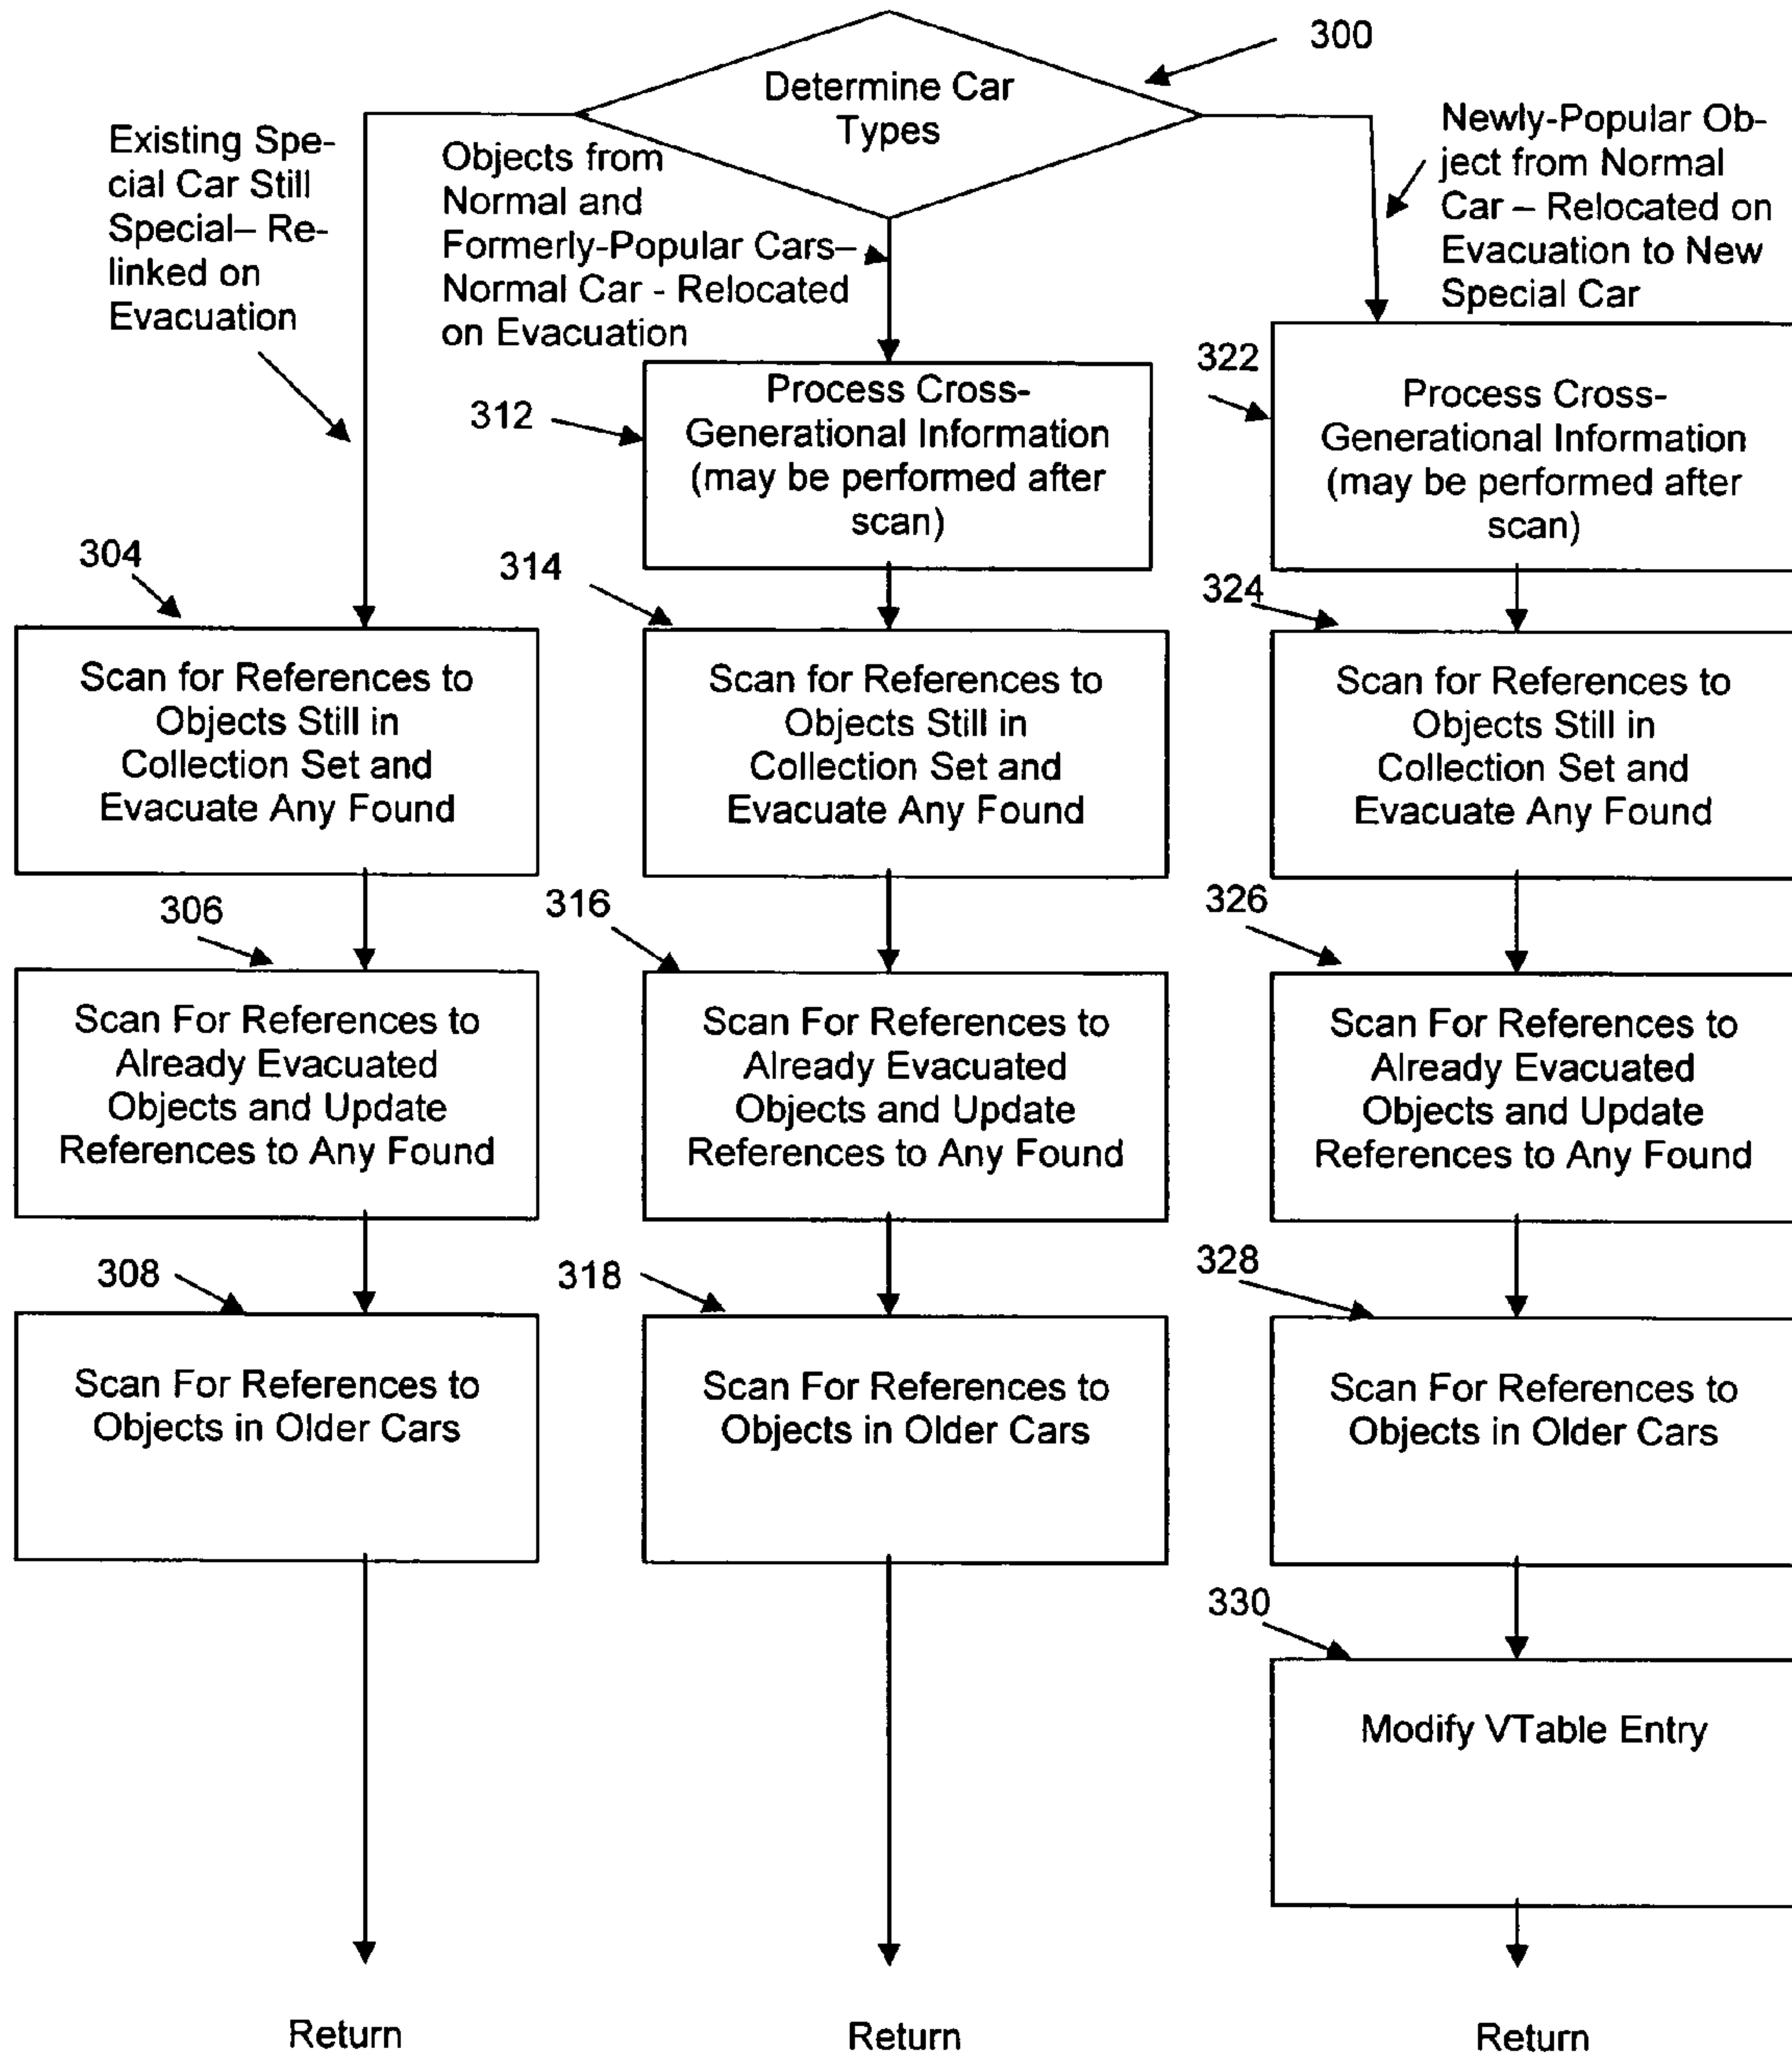 300
Determine Car
Types
Existing Spe-
cial Car Still
Special– Re-
linked on
Evacuation
Objects from
Normal and
Formerly-Popular Cars–
Normal Car - Relocated
on Evacuation
Newly-Popular Ob-
ject from Normal
Car – Relocated on
Evacuation to New
Special Car
312
Process Cross-
Generational Information
(may be performed after
scan)
322
Process Cross-
Generational Information
(may be performed after
scan)
304
Scan for References to
Objects Still in
Collection Set and
Evacuate Any Found
314
Scan for References to
Objects Still in
Collection Set and
Evacuate Any Found
324
Scan for References to
Objects Still in
Collection Set and
Evacuate Any Found
306
Scan For References to
Already Evacuated
Objects and Update
References to Any Found
316
Scan For References to
Already Evacuated
Objects and Update
References to Any Found
326
Scan For References to
Already Evacuated
Objects and Update
References to Any Found
308
Scan For References to
Objects in Older Cars
318
Scan For References to
Objects in Older Cars
328
Scan For References to
Objects in Older Cars
330
Modify VTable Entry
Return
Return
Return